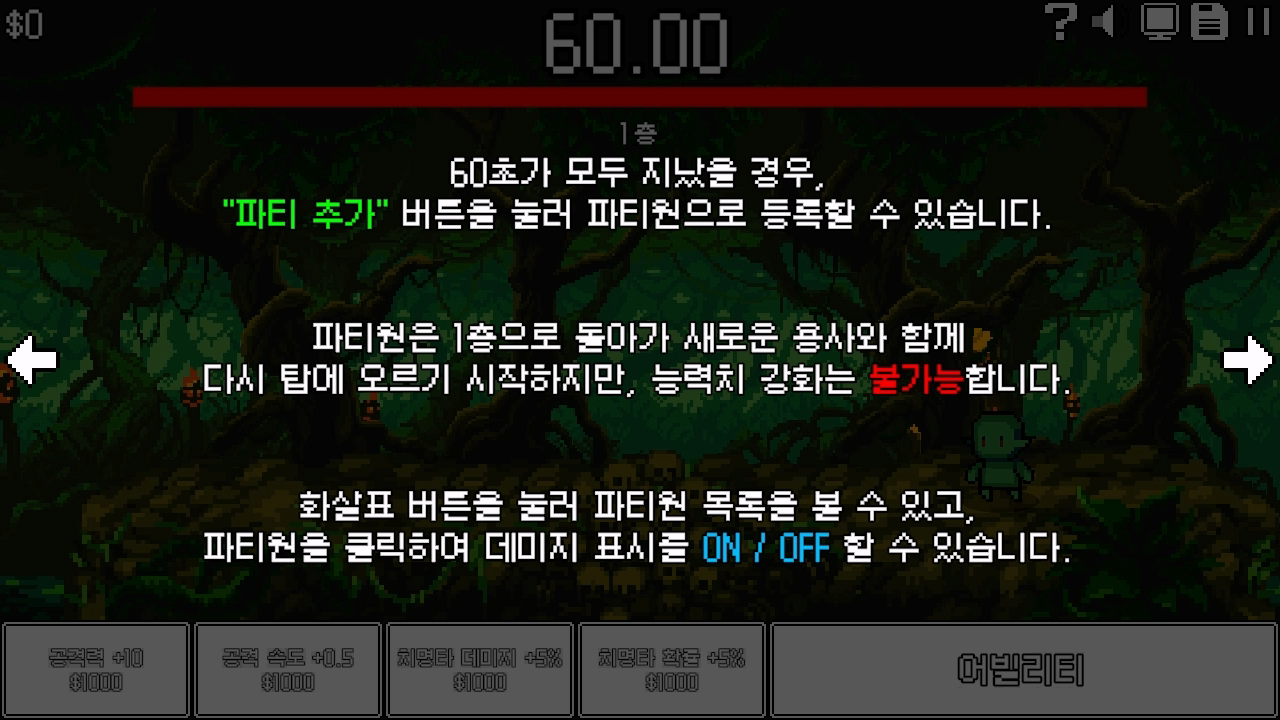 $0
60.00
1층
60초가 모두 지났을 경우,
"파티 추가" 버튼을 눌러 파티원으로 등록할 수 있습니다.
파티원은 1층으로 돌아가 새로운 용사와 함께
다시 탑에 오르기 시작하지만, 능력치 강화는 불가능합니다.
화살표 버튼을 눌러 파티원 목록을 볼 수 있고,
파티원을 클릭하여 데미지 표시를 ON / OFF 할 수 있습니다.
공격력 +10
$1000
공격 속도 +0.5
$1000
치명타 데미지 +5%
$1000
치명타 확률 +5%
$1000
어빌리티